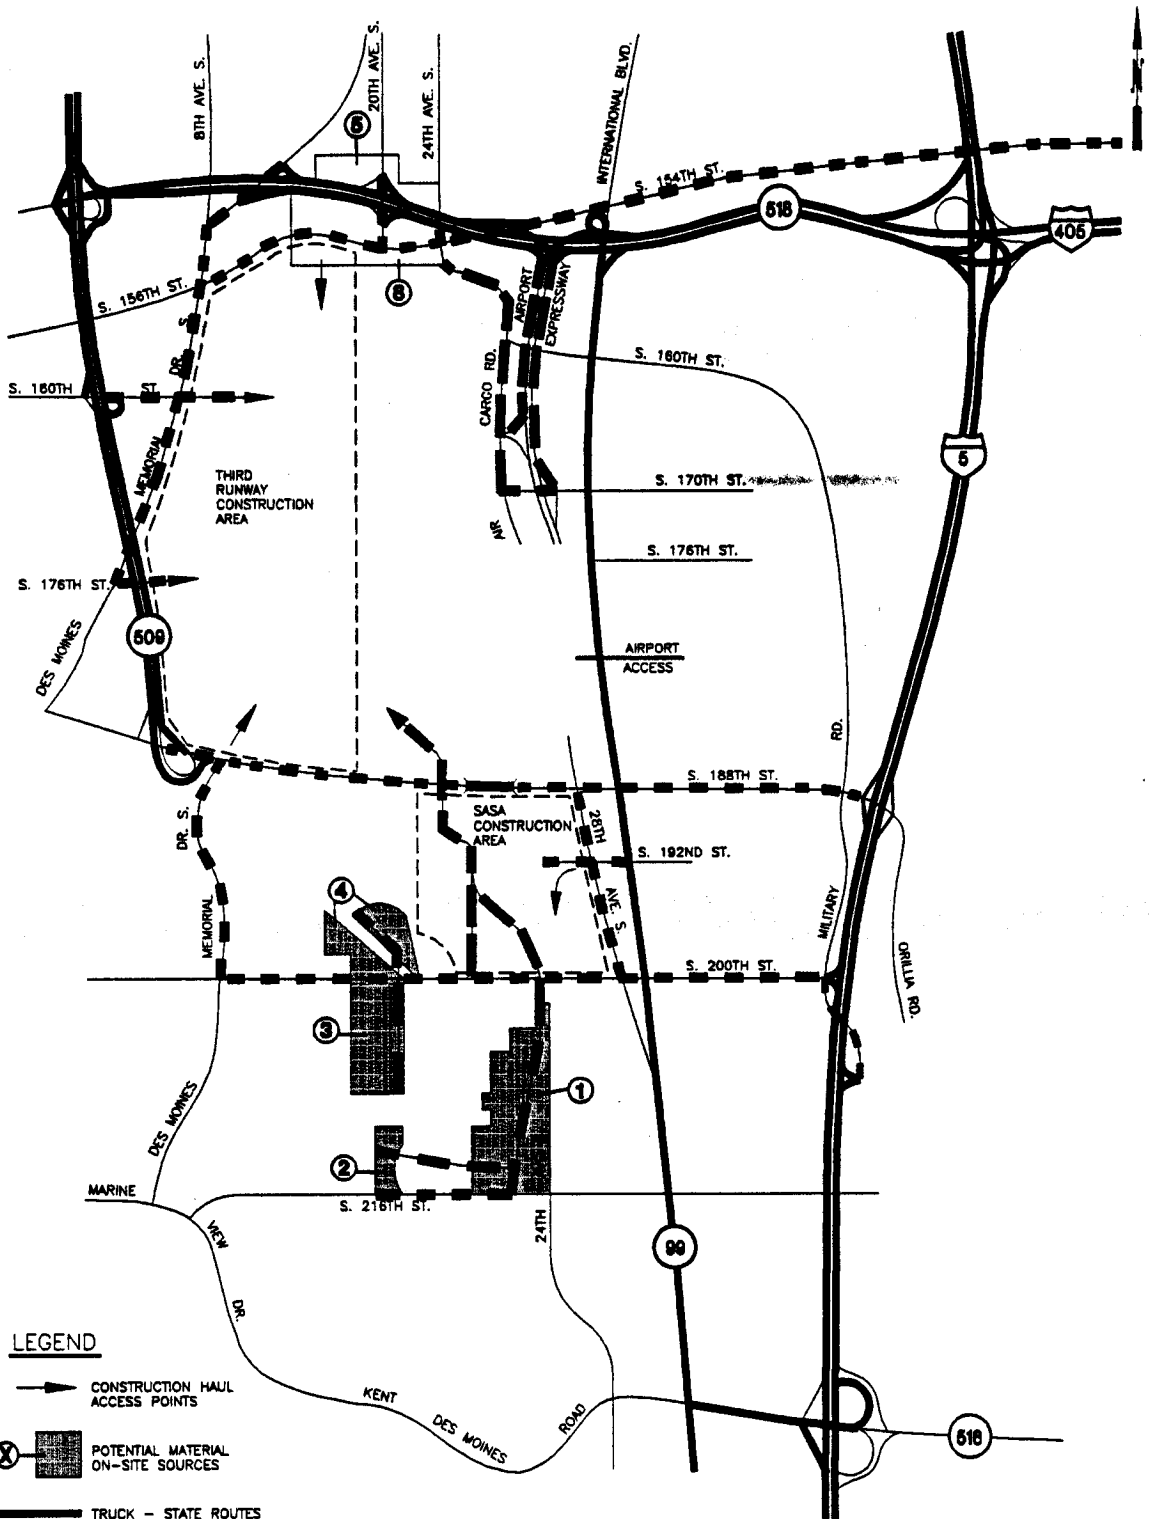 8TH AVE. S.
20TH AVE. S.
24TH AVE. S.
INTERNATIONAL BLVD.
5
S. 154TH ST.
518
405
S. 156TH ST.
8
AIRPORT
EXPRESSWAY
S. 160TH ST.
S. 160TH ST.
CARGO RD.
AIR
MEMORIAL
DR.
S.
THIRD
RUNWAY
CONSTRUCTION
AREA
5
S. 170TH ST.
S. 176TH ST.
S. 176TH ST.
509
DES MOINES
AIRPORT
ACCESS
RD.
S. 188TH ST.
DR. S.
SASA
CONSTRUCTION
AREA
28TH
AVE. S.
S. 192ND ST.
4
MEMORIAL
MILITARY
ORILLIA RD.
S. 200TH ST.
3
1
DES MOINES
2
MARINE
S. 216TH ST.
VIEW
DR.
24TH
99
KENT
DES MOINES
ROAD
516
LEGEND
CONSTRUCTION HAUL
ACCESS POINTS
X
POTENTIAL MATERIAL
ON-SITE SOURCES
TRUCK - STATE ROUTES